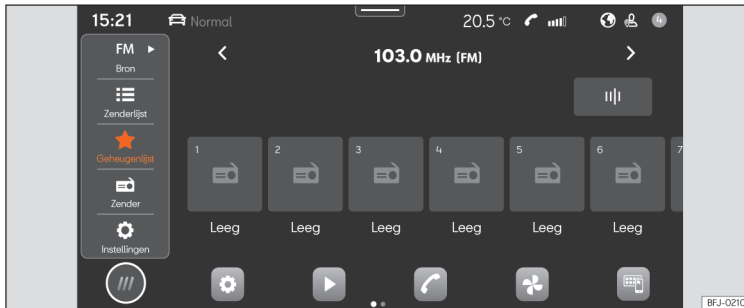 15:21 Normal 20.5 °C 4
FM
Bron
103.0 MHz (FM)
Zenderlijst
Geheugenlijst
Zender
Instellingen
1 2 3 4 5 6 7
Leeg Leeg Leeg Leeg Leeg Leeg
BFJ-0210